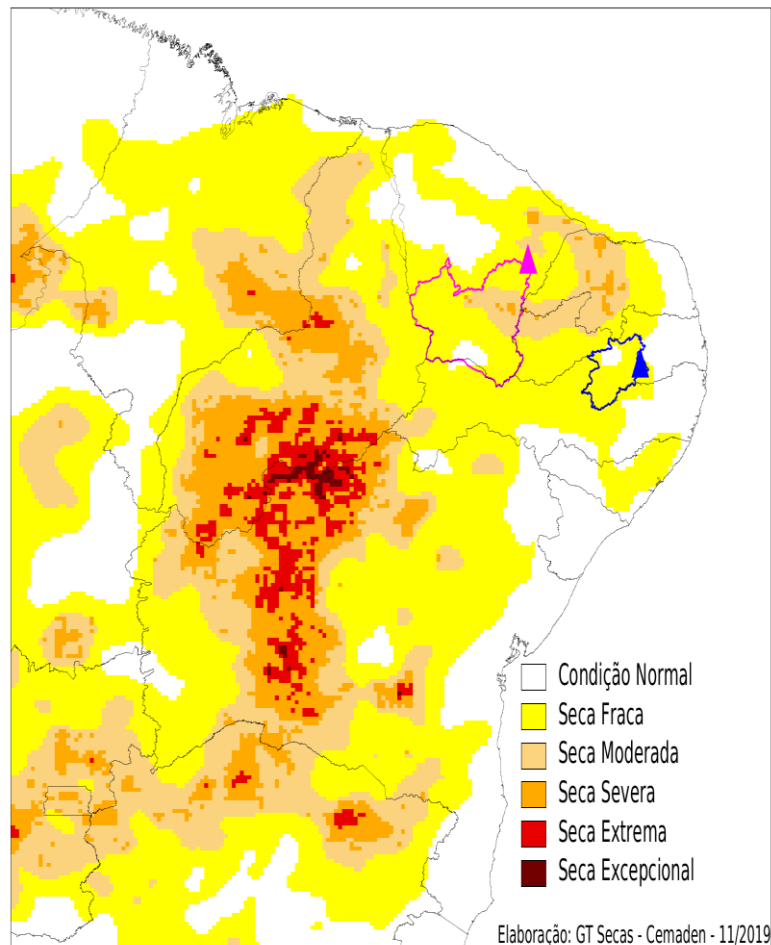 Condição Normal
Seca Fraca
Seca Moderada
Seca Severa
Seca Extrema
Seca Excepcional
Elaboração: GT Secas - Cemaden - 11/2019